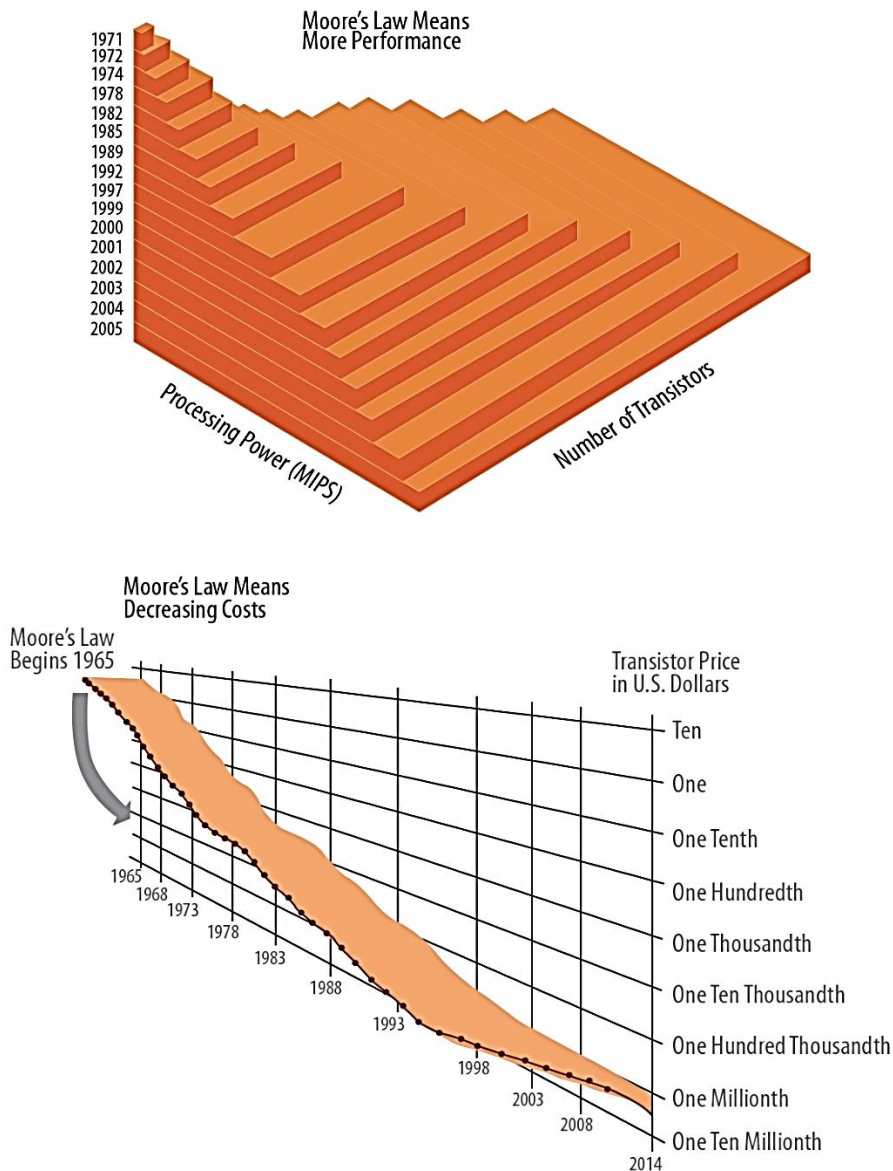 Moore's Law Means
More Performance
1971
1972
1974
1978
1982
1985
1989
1992
1997
1999
2000
2001
2002
2003
2004
2005
Processing Power (MIPS)
Number of Transistors
Moore's Law Means
Decreasing Costs
Moore's Law
Begins 1965
Transistor Price
in U.S. Dollars
Ten
One
One Tenth
One Hundredth
One Thousandth
One Ten Thousandth
One Hundred Thousandth
One Millionth
One Ten Millionth
1965
1968
1973
1978
1983
1988
1993
1998
2003
2008
2014